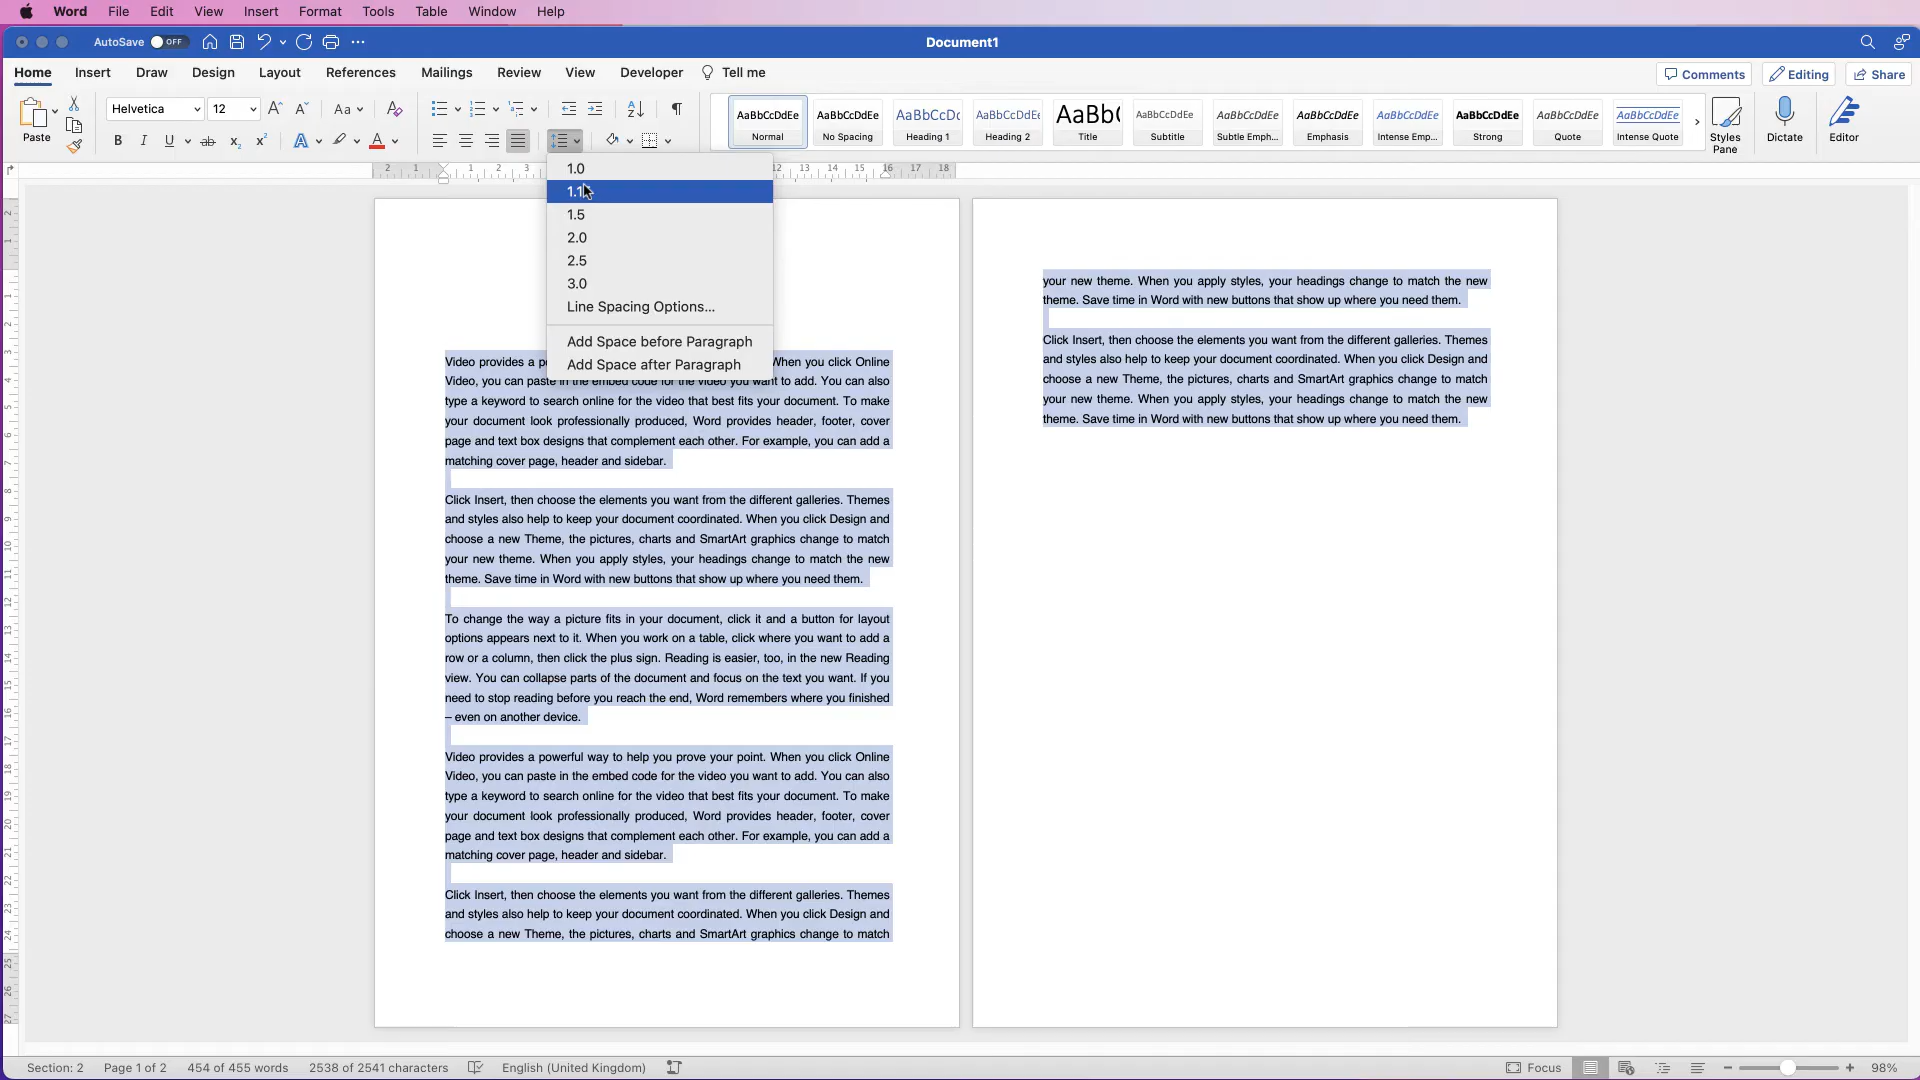 Word File Edit View Insert Format Tools Table Window Help
AutoSave OFF
Document1
Home Insert Draw Design Layout References Mailings Review View Developer Tell me
Comments Editing Share
Paste
Helvetica 12
AaBbCcDdEe Normal
AaBbCcDdEe No Spacing
AaBbCcDc Heading 1
AaBbCcDdEe Heading 2
AaBb( Title
AaBbCcDdEe Subtitle
AaBbCcDdEe Subtle Emph...
AaBbCcDdEe Emphasis
AaBbCcDdEe Intense Emp...
AaBbCcDdEe Strong
AaBbCcDdEe Quote
AaBbCcDdEe Intense Quote
Styles Pane
Dictate
Editor
2 1 1 2 3 12 13 14 15 16 17 18
1.0
1.1
1.5
2.0
2.5
3.0
Line Spacing Options...
Add Space before Paragraph
Add Space after Paragraph
Video provides a When you click Online
Video, you can paste in the embed code for the video you want to add. You can also
type a keyword to search online for the video that best fits your document. To make
your document look professionally produced, Word provides header, footer, cover
page and text box designs that complement each other. For example, you can add a
matching cover page, header and sidebar.
Click Insert, then choose the elements you want from the different galleries. Themes
and styles also help to keep your document coordinated. When you click Design and
choose a new Theme, the pictures, charts and SmartArt graphics change to match
your new theme. When you apply styles, your headings change to match the new
theme. Save time in Word with new buttons that show up where you need them.
To change the way a picture fits in your document, click it and a button for layout
options appears next to it. When you work on a table, click where you want to add a
row or a column, then click the plus sign. Reading is easier, too, in the new Reading
view. You can collapse parts of the document and focus on the text you want. If you
need to stop reading before you reach the end, Word remembers where you finished
– even on another device.
Video provides a powerful way to help you prove your point. When you click Online
Video, you can paste in the embed code for the video you want to add. You can also
type a keyword to search online for the video that best fits your document. To make
your document look professionally produced, Word provides header, footer, cover
page and text box designs that complement each other. For example, you can add a
matching cover page, header and sidebar.
Click Insert, then choose the elements you want from the different galleries. Themes
and styles also help to keep your document coordinated. When you click Design and
choose a new Theme, the pictures, charts and SmartArt graphics change to match
your new theme. When you apply styles, your headings change to match the new
theme. Save time in Word with new buttons that show up where you need them.
Click Insert, then choose the elements you want from the different galleries. Themes
and styles also help to keep your document coordinated. When you click Design and
choose a new Theme, the pictures, charts and SmartArt graphics change to match
your new theme. When you apply styles, your headings change to match the new
theme. Save time in Word with new buttons that show up where you need them.
Section: 2 Page 1 of 2 454 of 455 words 2538 of 2541 characters English (United Kingdom) Focus 98%